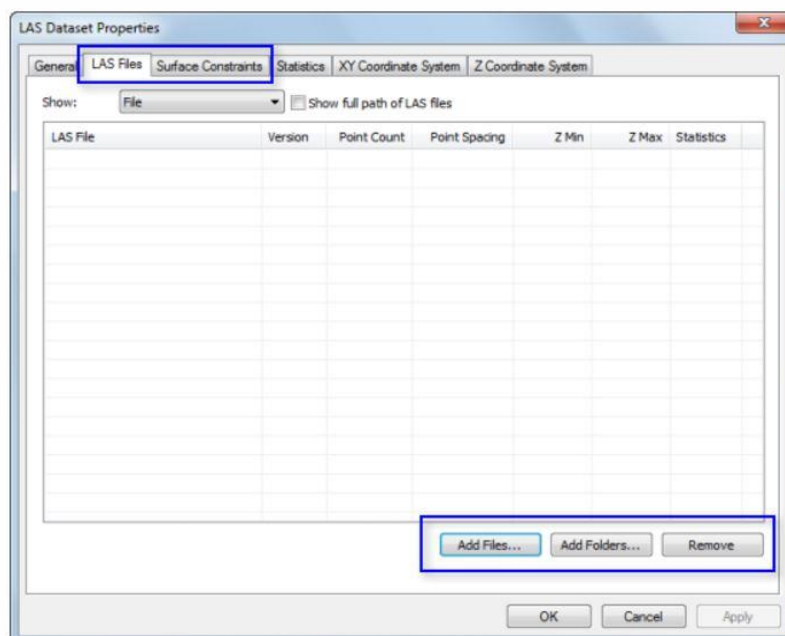 LAS Dataset Properties
General LAS Files Surface Constraints Statistics XY Coordinate System Z Coordinate System
Show: File Show full path of LAS files
LAS File Version Point Count Point Spacing Z Min Z Max Statistics
Add Files... Add Folders... Remove
OK Cancel Apply